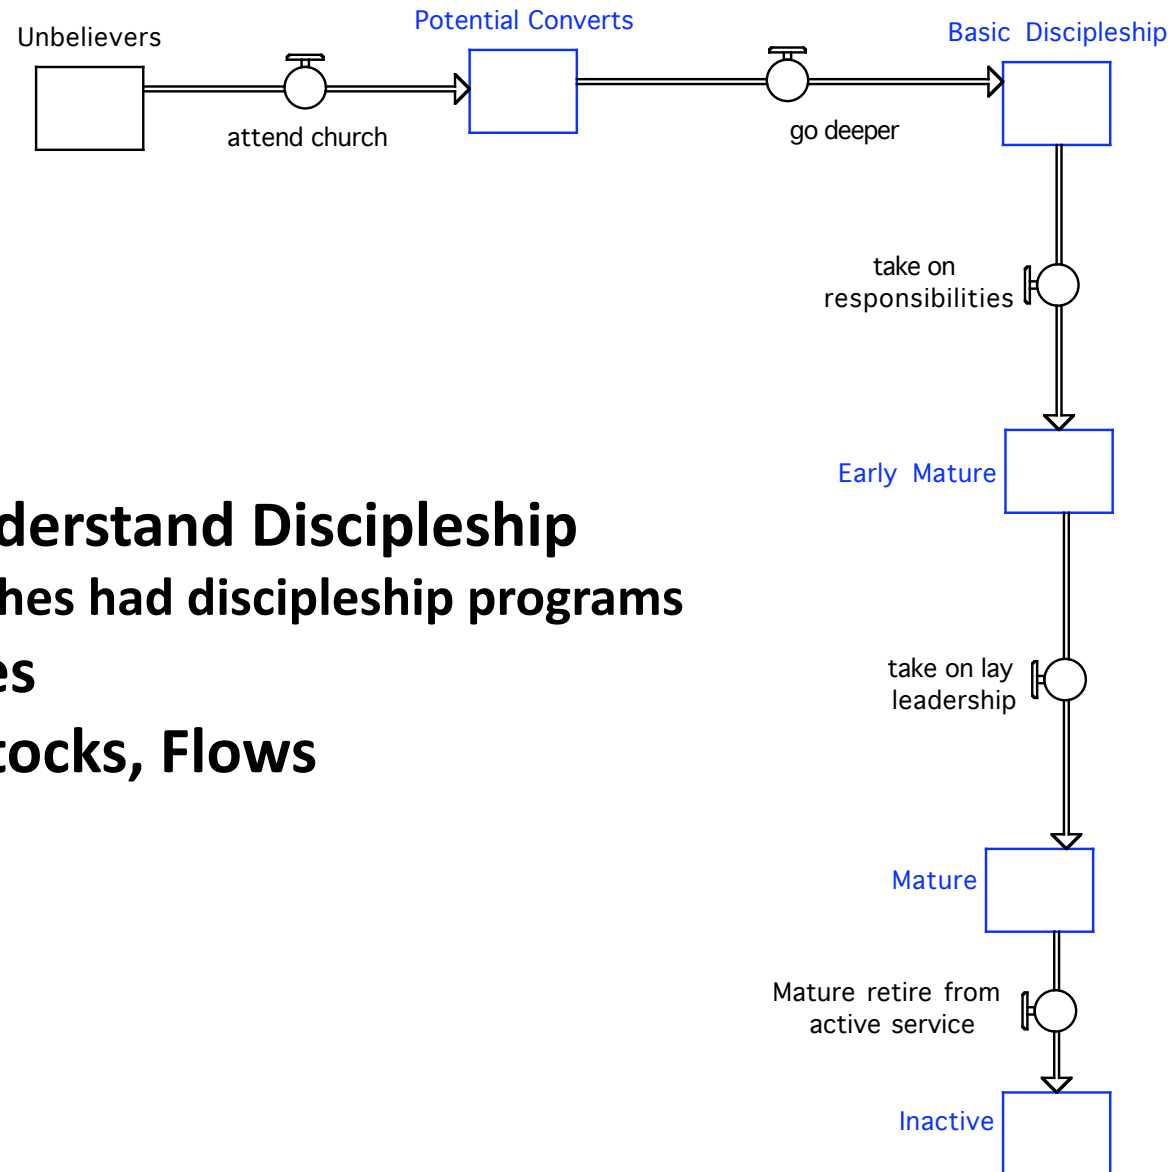 Potential Converts
Basic Discipleship
Unbelievers
attend church
go deeper
take on
responsibilities
Early Mature
derstand Discipleship
hes had discipleship programs
es
tocks, Flows
take on lay
leadership
Mature
Mature retire from
active service
Inactive